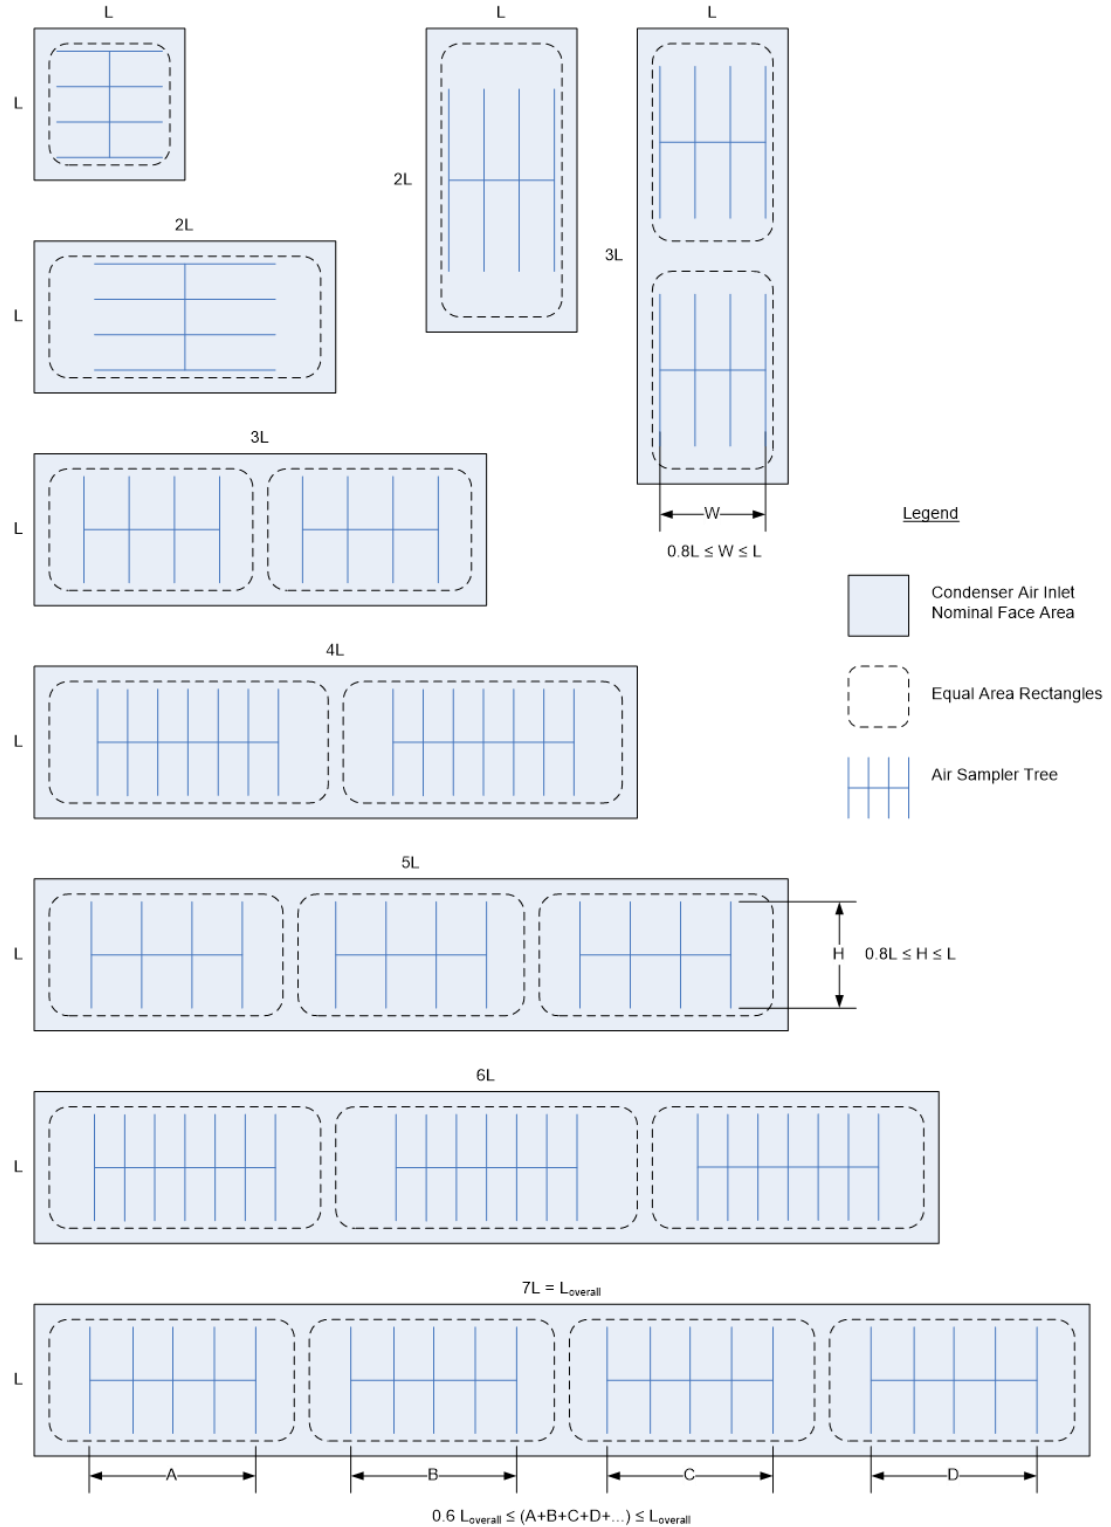 L
L
L
L
2L
3L
2L
L
W
0.8L ≤ W ≤ L
3L
L
Legend
Condenser Air Inlet
Nominal Face Area
Equal Area Rectangles
Air Sampler Tree
4L
L
5L
L
H
0.8L ≤ H ≤ L
6L
L
7L = Loverall
L
A
B
C
D
0.6 Loverall ≤ (A+B+C+D+...) ≤ Loverall